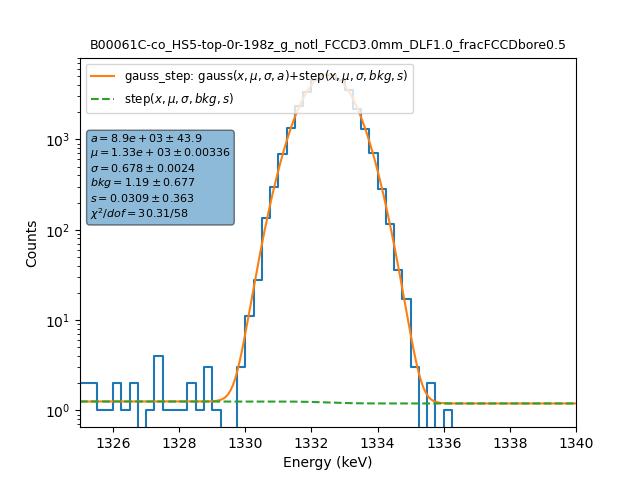 B00061C-co_HS5-top-0r-198z_g_notl_FCCD3.0mm_DLF1.0_fracFCCDbore0.5
gauss_step: gauss(x, μ, σ, a)+step(x, μ, σ, bkg, s)
step(x, μ, σ, bkg, s)
a = 8.9e + 03 ± 43.9
μ = 1.33e + 03 ± 0.00336
σ = 0.678 ± 0.0024
bkg = 1.19 ± 0.677
s = 0.0309 ± 0.363
χ²/dof = 30.31/58
Counts
10³
10²
10¹
10⁰
1326 1328 1330 1332 1334 1336 1338 1340
Energy (keV)